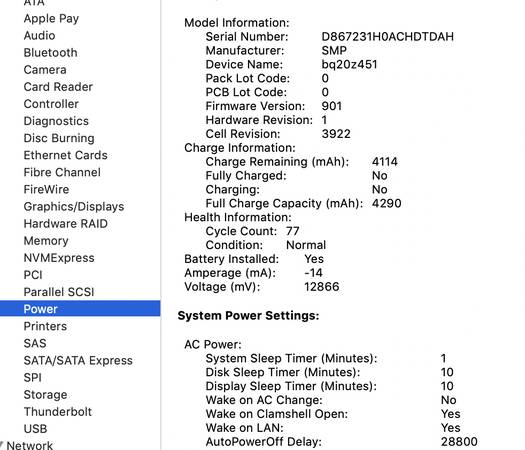 ATA
Apple Pay
Audio
Bluetooth
Camera
Card Reader
Controller
Diagnostics
Disc Burning
Ethernet Cards
Fibre Channel
FireWire
Graphics/Displays
Hardware RAID
Memory
NVMExpress
PCI
Parallel SCSI
Power
Printers
SAS
SATA/SATA Express
SPI
Storage
Thunderbolt
USB
Network
Model Information:
Serial Number: D867231H0ACHDTDAH
Manufacturer: SMP
Device Name: bq20z451
Pack Lot Code: 0
PCB Lot Code: 0
Firmware Version: 901
Hardware Revision: 1
Cell Revision: 3922
Charge Information:
Charge Remaining (mAh): 4114
Fully Charged: No
Charging: No
Full Charge Capacity (mAh): 4290
Health Information:
Cycle Count: 77
Condition: Normal
Battery Installed: Yes
Amperage (mA): -14
Voltage (mV): 12866
System Power Settings:
AC Power:
System Sleep Timer (Minutes): 1
Disk Sleep Timer (Minutes): 10
Display Sleep Timer (Minutes): 10
Wake on AC Change: No
Wake on Clamshell Open: Yes
Wake on LAN: Yes
AutoPowerOff Delay: 28800